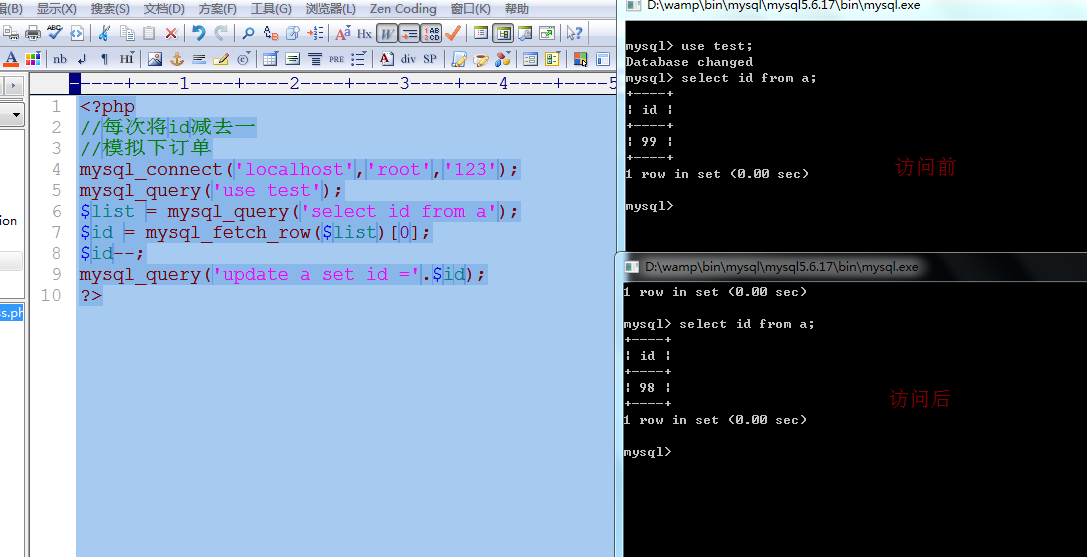 辑(B) 显示(X) 搜索(S) 文档(D) 方案(F) 工具(G) 浏览器(L) Zen Coding 窗口(K) 帮助
nb HI div SP PRE
----+----1----+----2----+----3----+----4----+----5
1 <?php
2 //每次将id减去一
3 //模拟下订单
4 mysql_connect('localhost','root','123');
5 mysql_query('use test');
6 $list = mysql_query('select id from a');
7 $id = mysql_fetch_row($list)[0];
8 $id--;
9 mysql_query('update a set id ='.$id);
10 ?>
ion
s.ph
D:\wamp\bin\mysql\mysql5.6.17\bin\mysql.exe
mysql> use test;
Database changed
mysql> select id from a;
+----+
| id |
+----+
| 99 |
+----+
1 row in set (0.00 sec)
访问前
mysql>
D:\wamp\bin\mysql\mysql5.6.17\bin\mysql.exe
1 row in set (0.00 sec)
mysql> select id from a;
+----+
| id |
+----+
| 98 |
+----+
访问后
1 row in set (0.00 sec)
mysql>